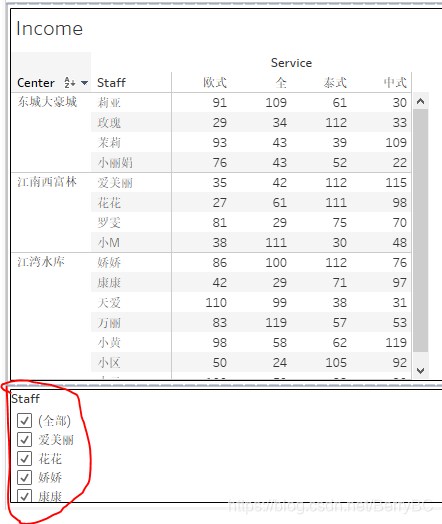 Income
Service
Center Staff 欧式 全 泰式 中式
东城大豪城 莉亚 91 109 61 30
玫瑰 29 34 112 33
茉莉 93 43 39 109
小丽娟 76 43 52 22
江南西富林 爱美丽 35 42 112 115
花花 27 61 111 98
罗雯 81 29 75 70
小M 38 111 30 48
江湾水库 娇娇 86 100 112 76
康康 42 29 71 97
天爱 110 99 38 31
万丽 83 119 57 53
小黄 98 58 62 119
小区 50 24 105 92
Staff
(全部)
爱美丽
花花
娇娇
康康
https://blog.csdn.net/BerryBC